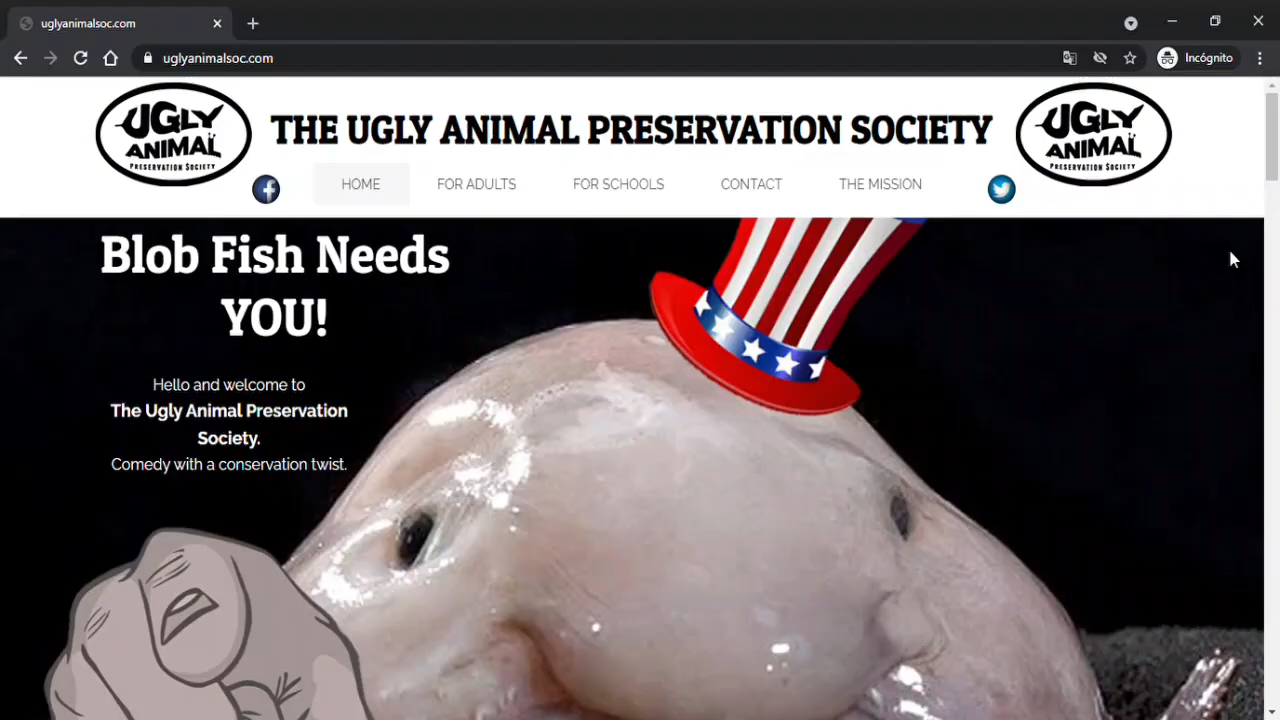 uglyanimalsoc.com
uglyanimalsoc.com
Incógnito
UGLY
ANIMAL
PRESERVATION SOCIETY
THE UGLY ANIMAL PRESERVATION SOCIETY
UGLY
ANIMAL
PRESERVATION SOCIETY
HOME
FOR ADULTS
FOR SCHOOLS
CONTACT
THE MISSION
Blob Fish Needs
YOU!
Hello and welcome to
The Ugly Animal Preservation
Society.
Comedy with a conservation twist.